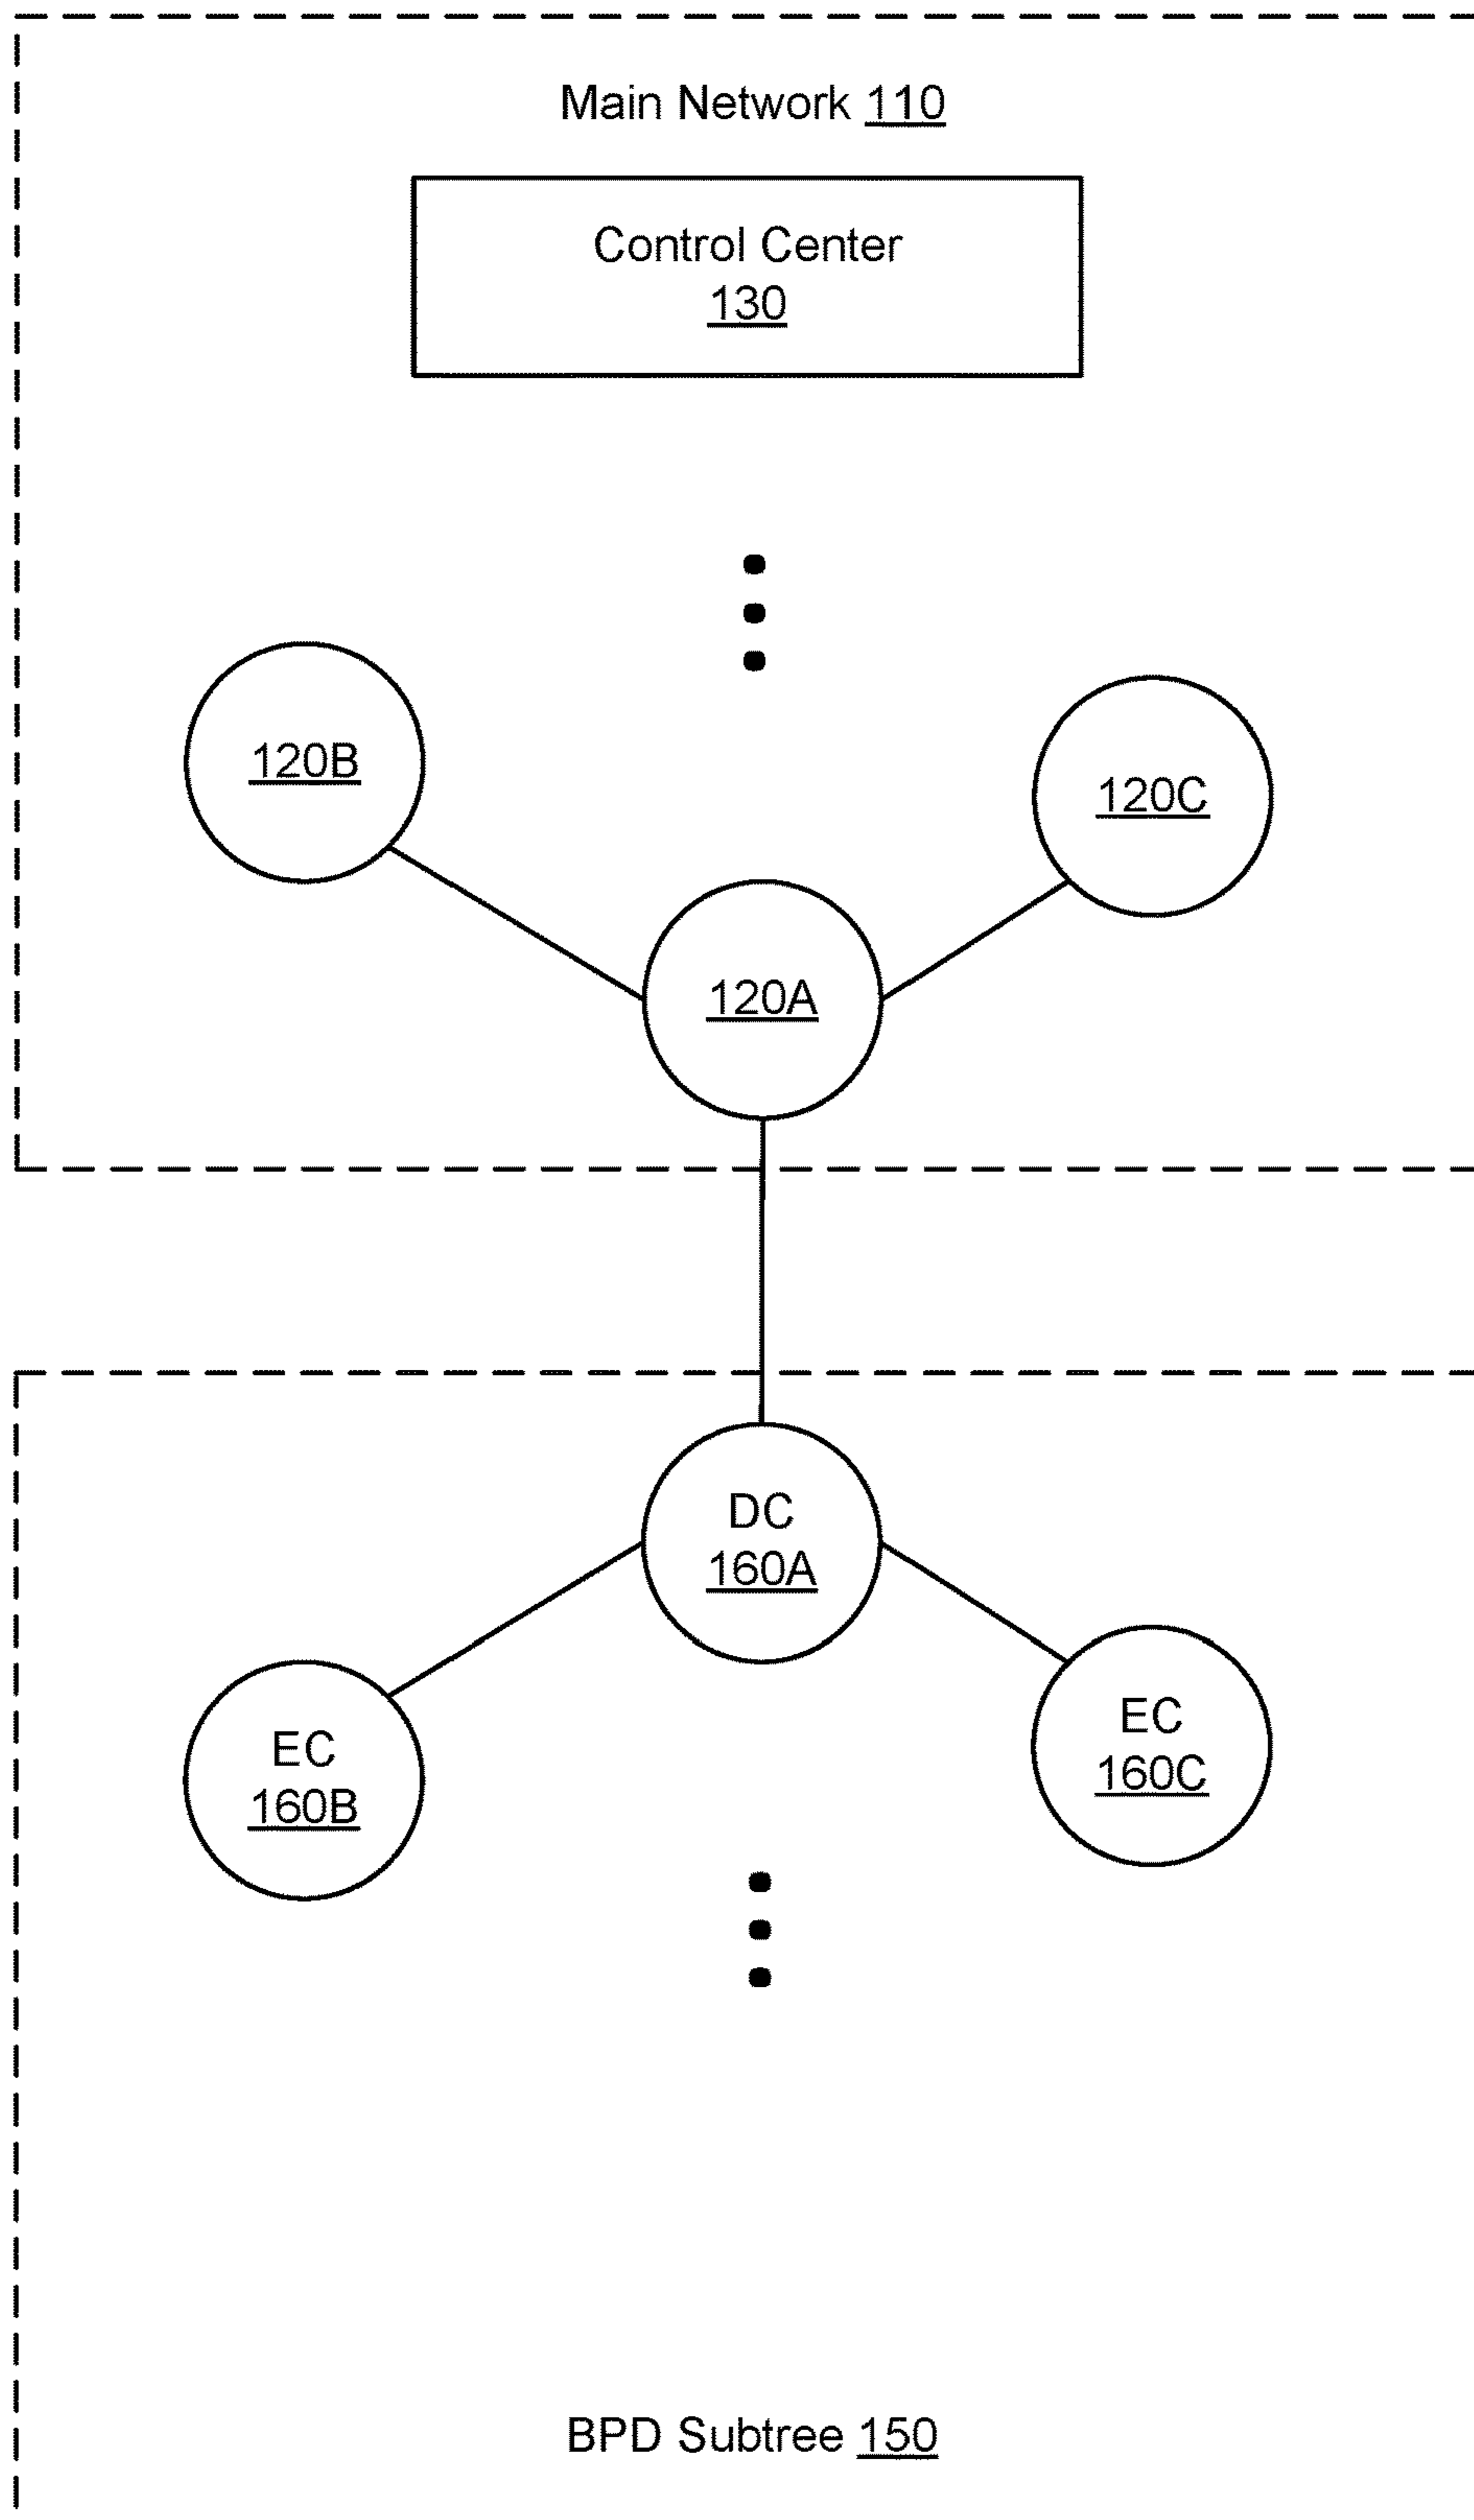 Main Network 110
Control Center
130
120B
120C
120A
DC
160A
EC
160B
EC
160C
BPD Subtree 150